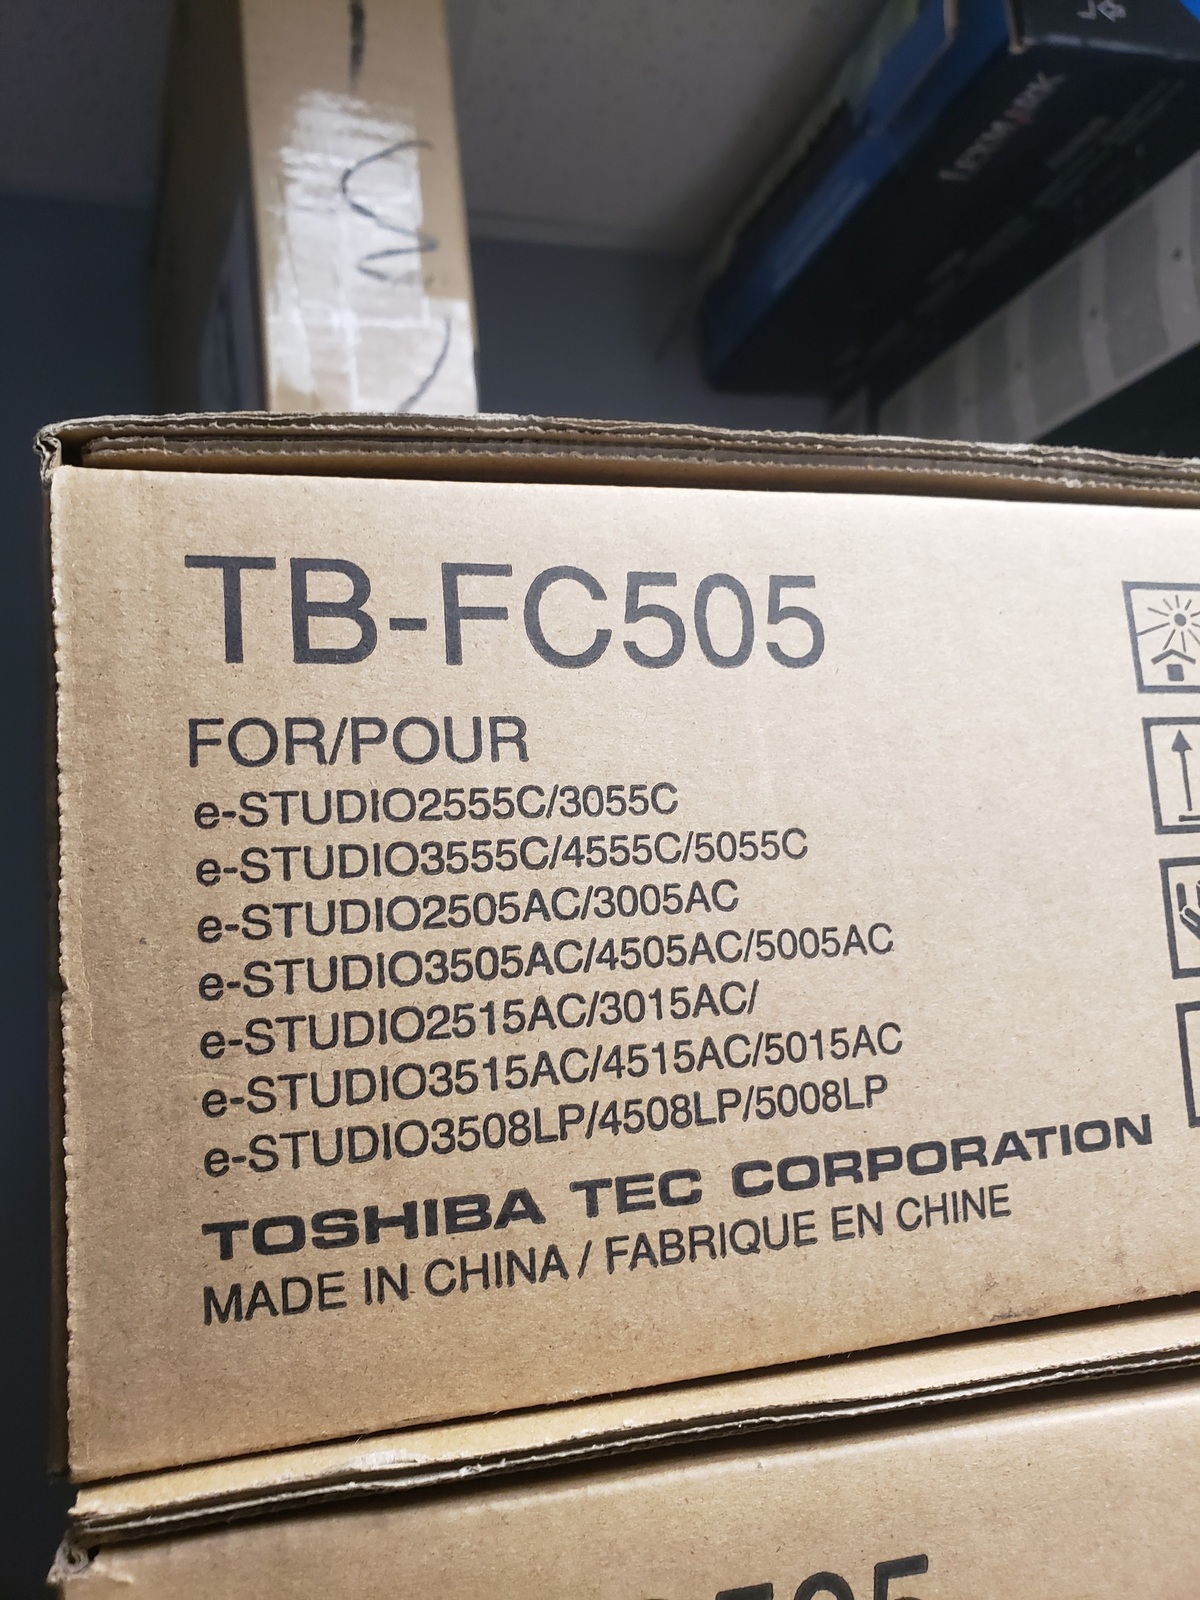 LEXMARK
TB-FC505
FOR/POUR
e-STUDIO2555C/3055C
e-STUDIO3555C/4555C/5055C
e-STUDIO2505AC/3005AC
e-STUDIO3505AC/4505AC/5005AC
e-STUDIO2515AC/3015AC/
e-STUDIO3515AC/4515AC/5015AC
e-STUDIO3508LP/4508LP/5008LP
TOSHIBA TEC CORPORATION
MADE IN CHINA / FABRIQUE EN CHINE